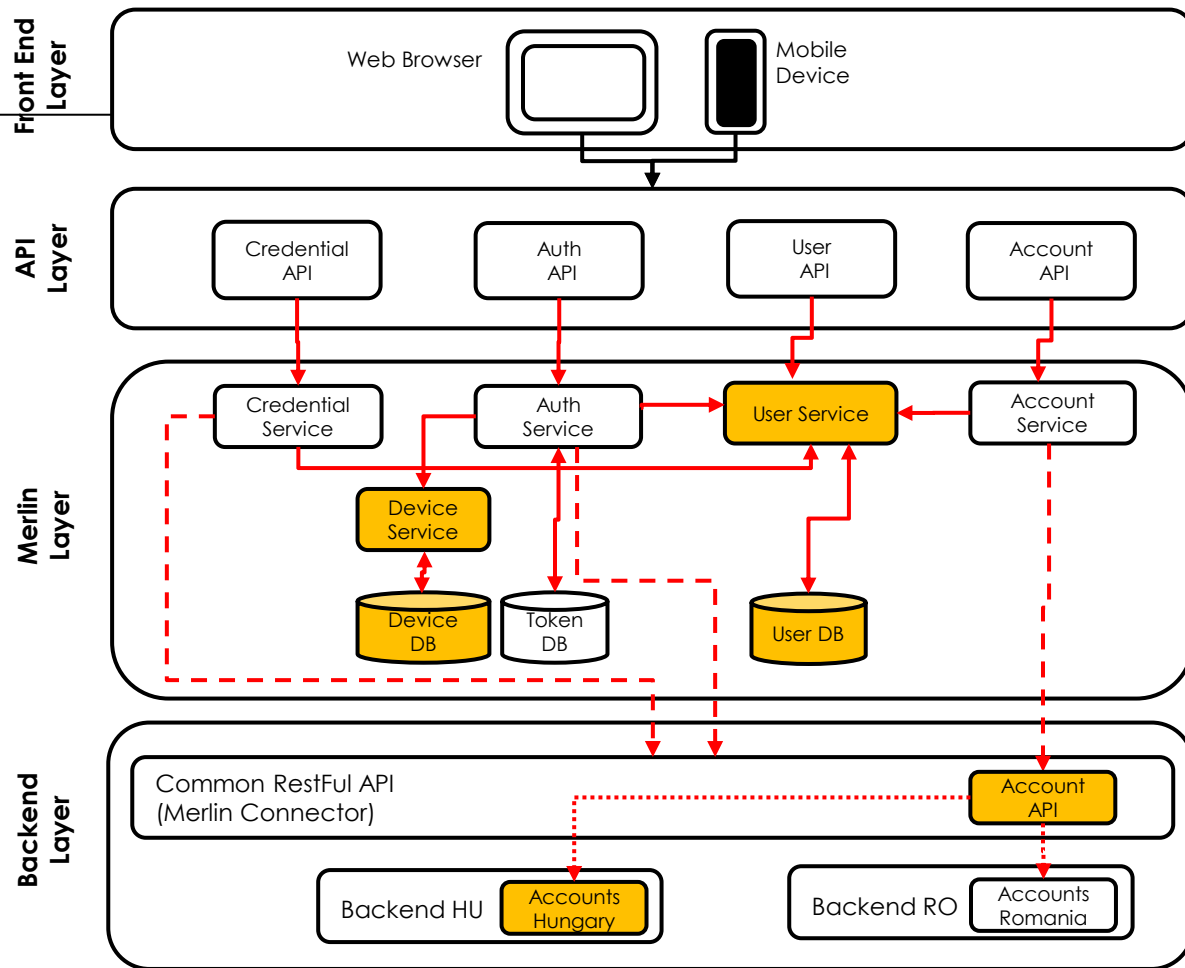 Front End
Layer
Web Browser
Mobile
Device
API
Layer
Credential
API
Auth
API
User
API
Account
API
Merlin
Layer
Credential
Service
Auth
Service
User Service
Account
Service
Device
Service
Device
DB
Token
DB
User DB
Backend
Layer
Common RestFul API
(Merlin Connector)
Account
API
Backend HU
Accounts
Hungary
Backend RO
Accounts
Romania